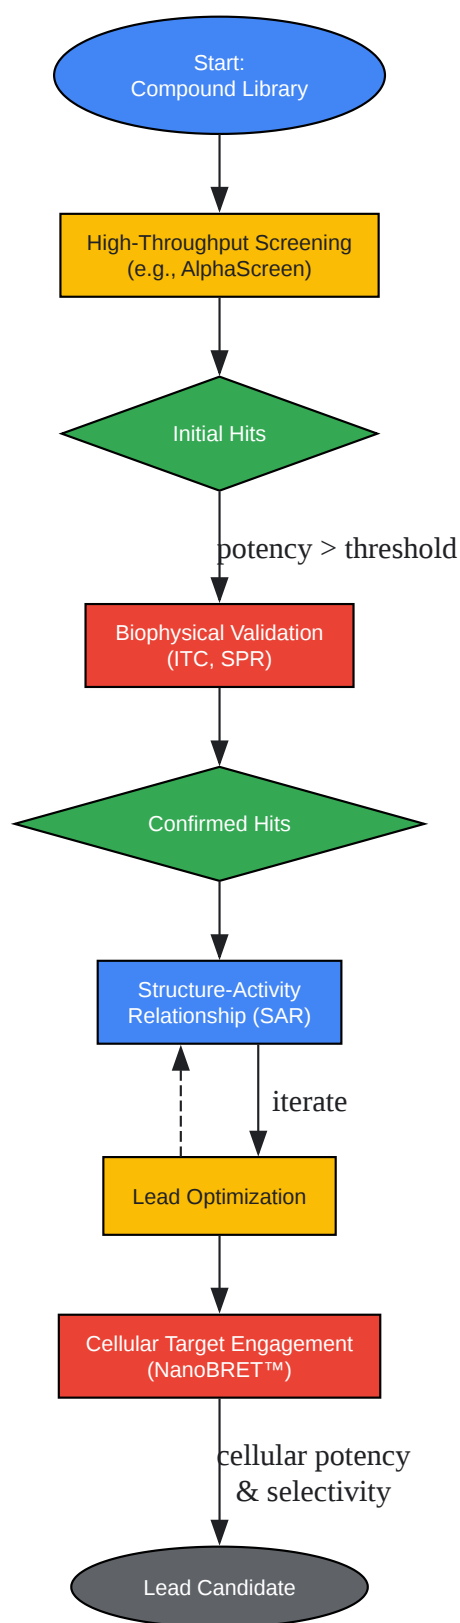 Start:
Compound Library
High-Throughput Screening
(e.g., AlphaScreen)
Initial Hits
potency > threshold
Biophysical Validation
(ITC, SPR)
Confirmed Hits
Structure-Activity
Relationship (SAR)
iterate
Lead Optimization
Cellular Target Engagement
(NanoBRET™)
cellular potency
& selectivity
Lead Candidate